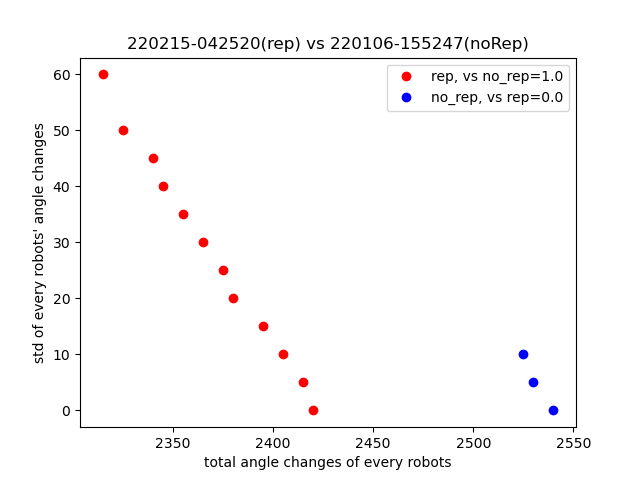 220215-042520(rep) vs 220106-155247(noRep)
rep, vs no_rep=1.0
no_rep, vs rep=0.0
std of every robots' angle changes
60
50
40
30
20
10
0
2350 2400 2450 2500 2550
total angle changes of every robots